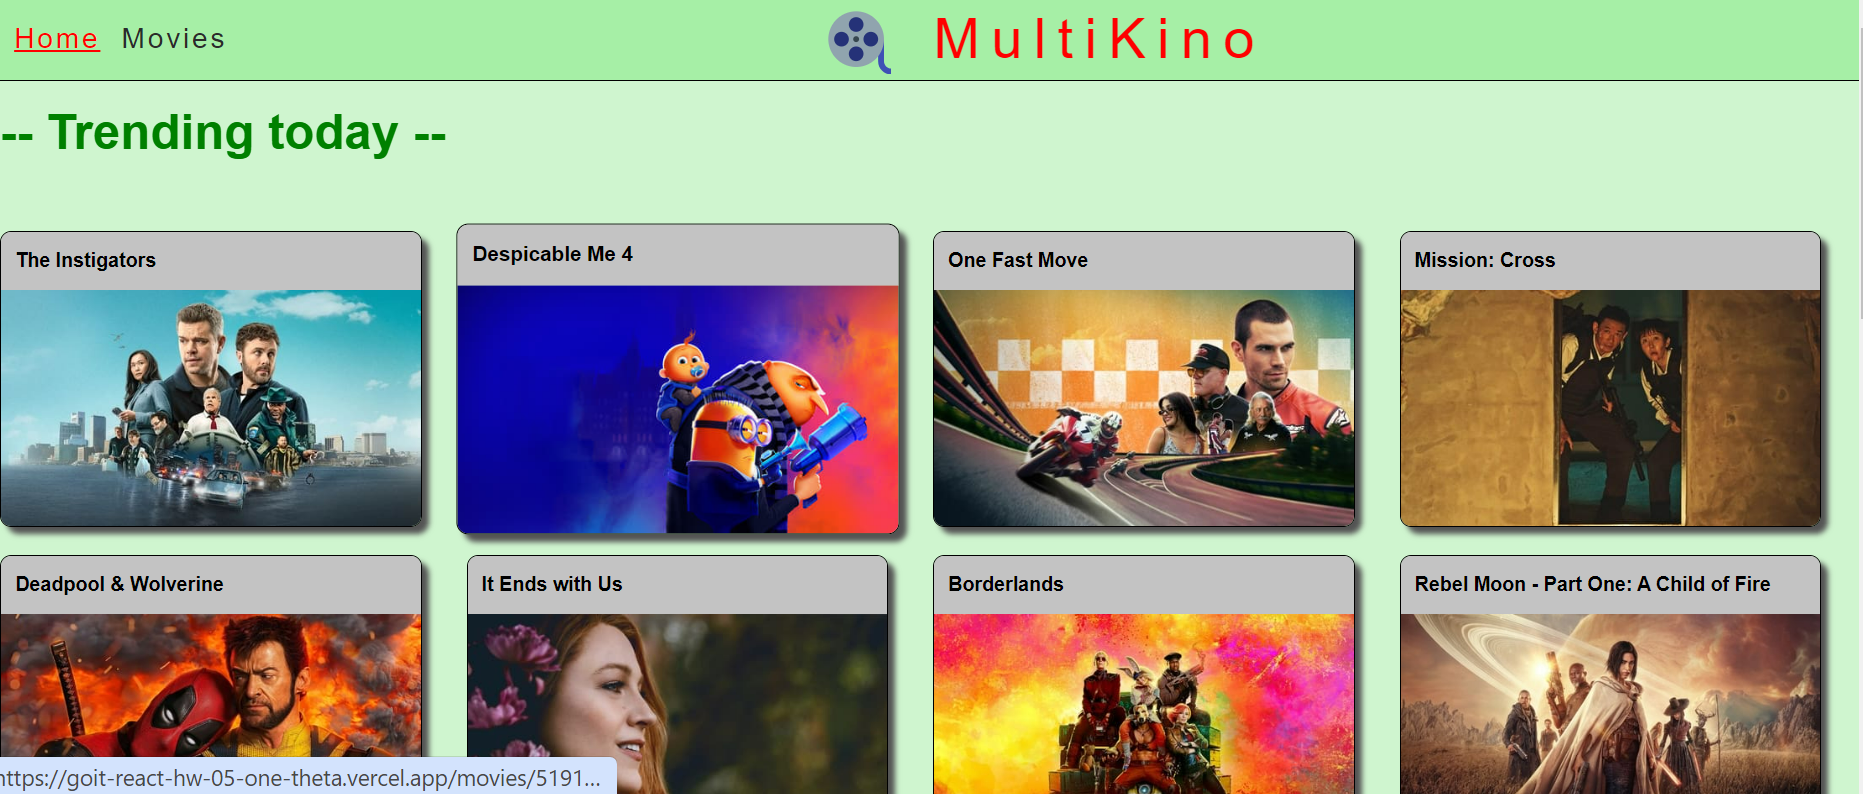 Home Movies MultiKino
-- Trending today --
The Instigators
Despicable Me 4
One Fast Move
Mission: Cross
Deadpool & Wolverine
It Ends with Us
Borderlands
Rebel Moon - Part One: A Child of Fire
https://goit-react-hw-05-one-theta.vercel.app/movies/5191...